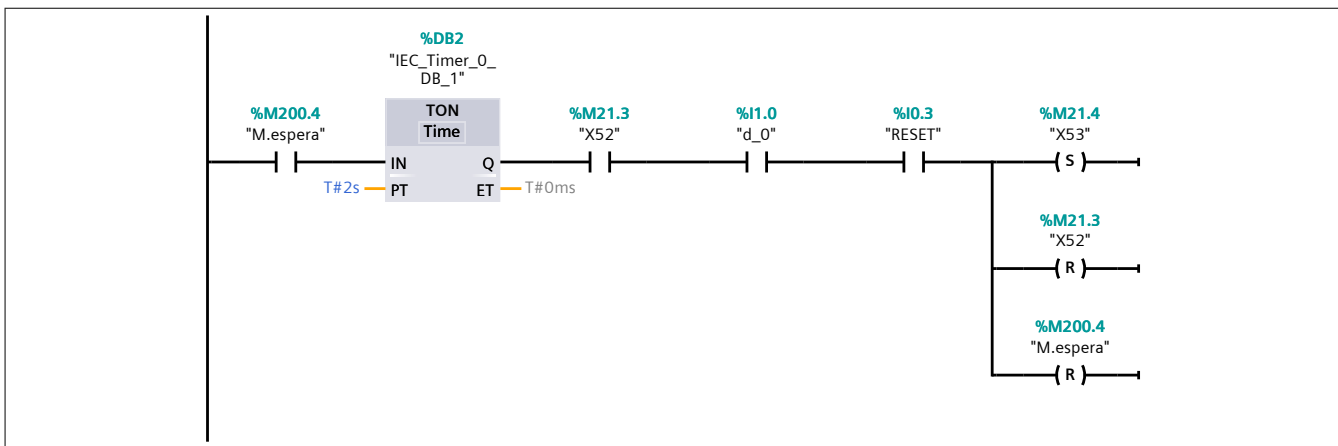 %DB2
"IEC_Timer_0_
DB_1"
%M200.4
"M.espera"
TON
Time
IN
Q
T#2s
PT
ET
T#0ms
%M21.3
"X52"
%I1.0
"d_0"
%I0.3
"RESET"
%M21.4
"X53"
S
%M21.3
"X52"
R
%M200.4
"M.espera"
R